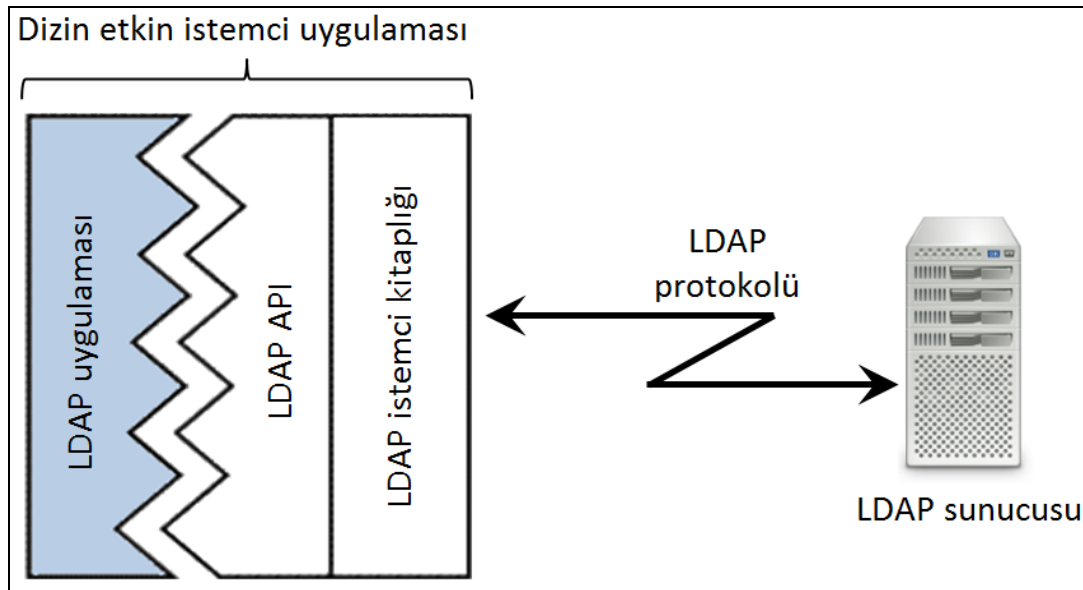 Dizin etkin istemci uygulaması
LDAP uygulaması
LDAP API
LDAP istemci kitaplığı
LDAP
protokolü
LDAP sunucusu